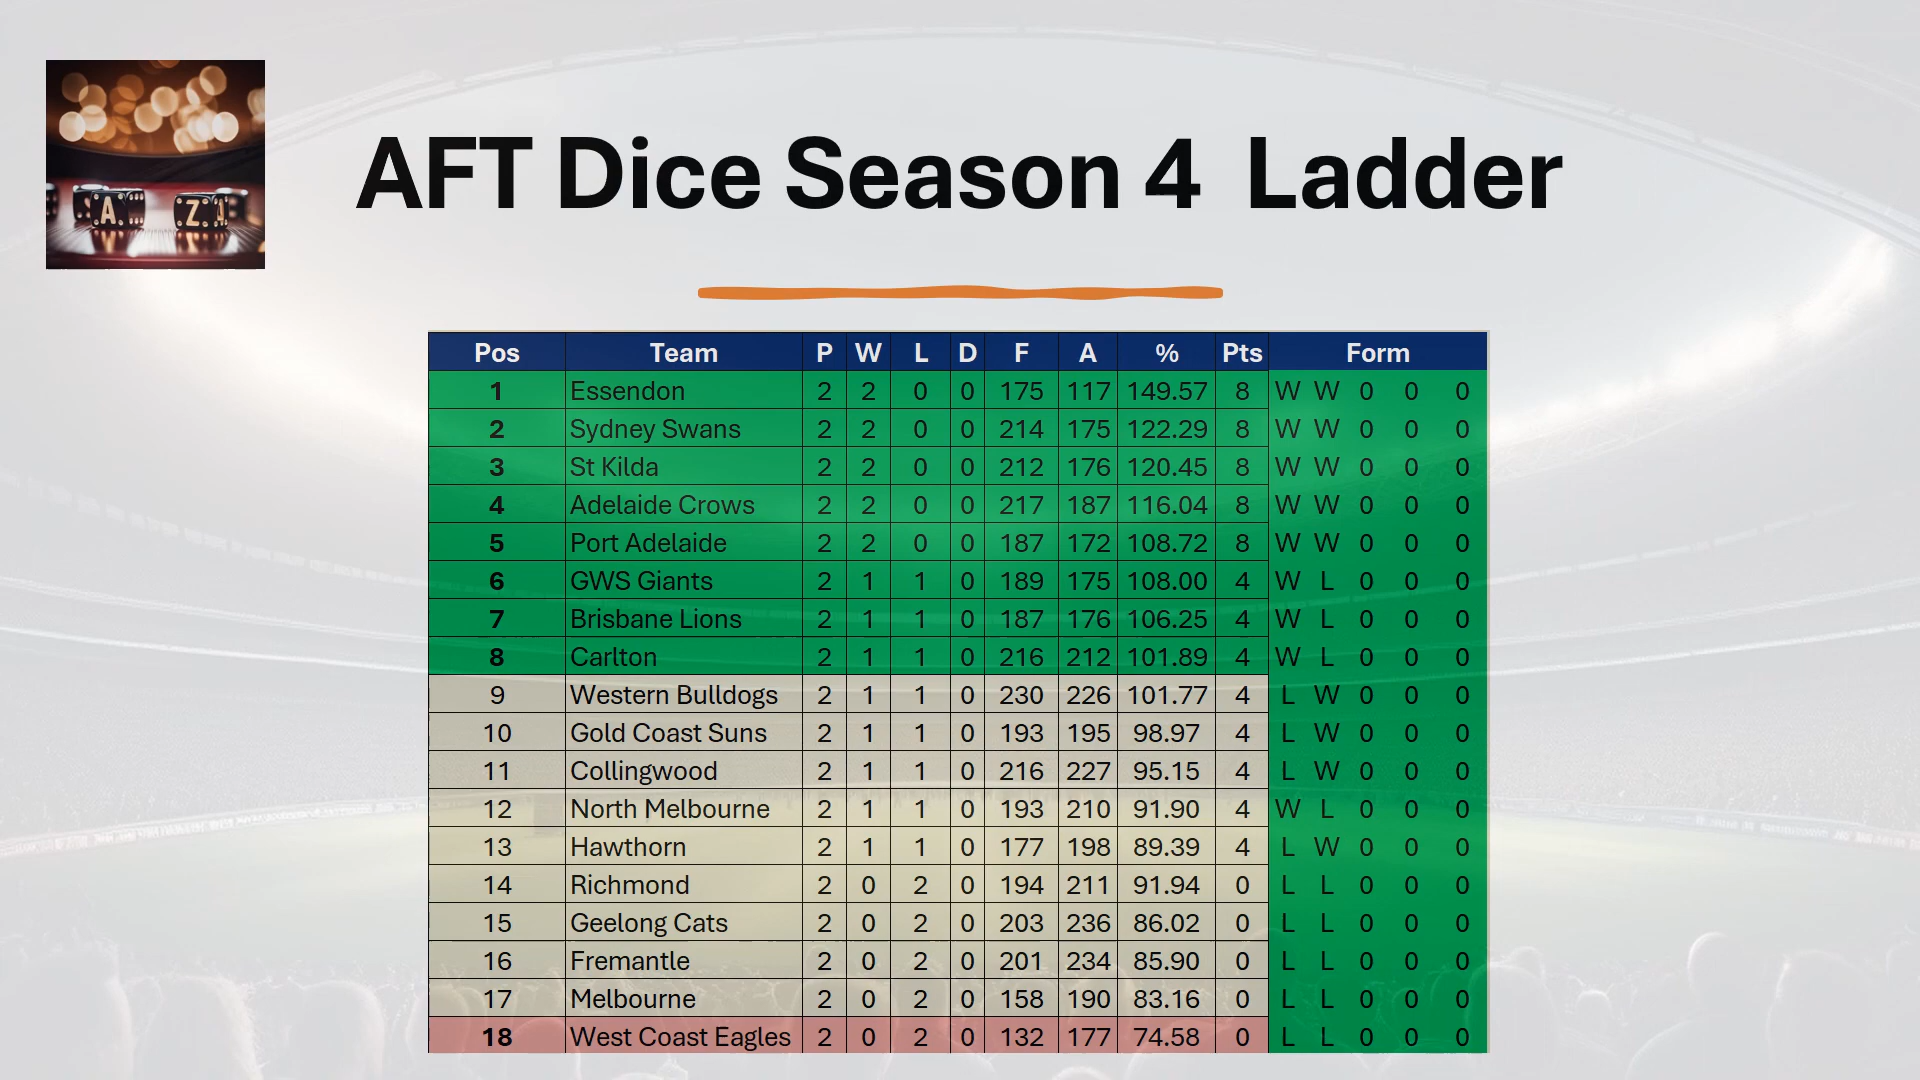 A Z
AFT Dice Season 4 Ladder
Pos Team P W L D F A % Pts Form
1 Essendon 2 2 0 0 175 117 149.57 8 W W 0 0 0
2 Sydney Swans 2 2 0 0 214 175 122.29 8 W W 0 0 0
3 St Kilda 2 2 0 0 212 176 120.45 8 W W 0 0 0
4 Adelaide Crows 2 2 0 0 217 187 116.04 8 W W 0 0 0
5 Port Adelaide 2 2 0 0 187 172 108.72 8 W W 0 0 0
6 GWS Giants 2 1 1 0 189 175 108.00 4 W L 0 0 0
7 Brisbane Lions 2 1 1 0 187 176 106.25 4 W L 0 0 0
8 Carlton 2 1 1 0 216 212 101.89 4 W L 0 0 0
9 Western Bulldogs 2 1 1 0 230 226 101.77 4 L W 0 0 0
10 Gold Coast Suns 2 1 1 0 193 195 98.97 4 L W 0 0 0
11 Collingwood 2 1 1 0 216 227 95.15 4 L W 0 0 0
12 North Melbourne 2 1 1 0 193 210 91.90 4 W L 0 0 0
13 Hawthorn 2 1 1 0 177 198 89.39 4 L W 0 0 0
14 Richmond 2 0 2 0 194 211 91.94 0 L L 0 0 0
15 Geelong Cats 2 0 2 0 203 236 86.02 0 L L 0 0 0
16 Fremantle 2 0 2 0 201 234 85.90 0 L L 0 0 0
17 Melbourne 2 0 2 0 158 190 83.16 0 L L 0 0 0
18 West Coast Eagles 2 0 2 0 132 177 74.58 0 L L 0 0 0